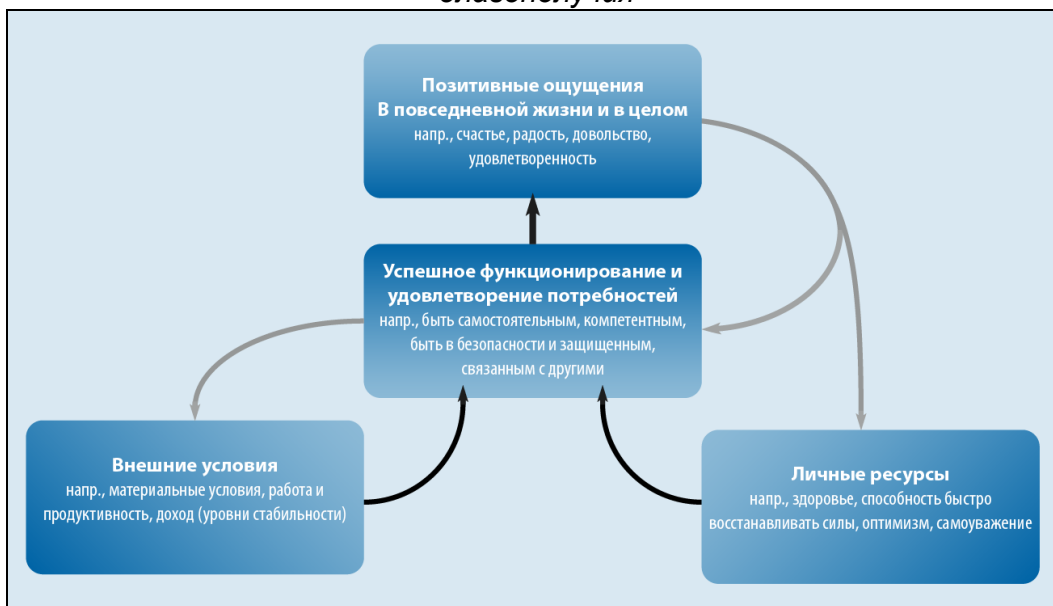 благополучия
Позитивные ощущения
В повседневной жизни и в целом
напр., счастье, радость, довольство,
удовлетворенность
Успешное функционирование и
удовлетворение потребностей
напр., быть самостоятельным, компетентным,
быть в безопасности и защищенным,
связанным с другими
Внешние условия
напр., материальные условия, работа и
продуктивность, доход (уровни стабильности)
Личные ресурсы
напр., здоровье, способность быстро
восстанавливать силы, оптимизм, самоуважение